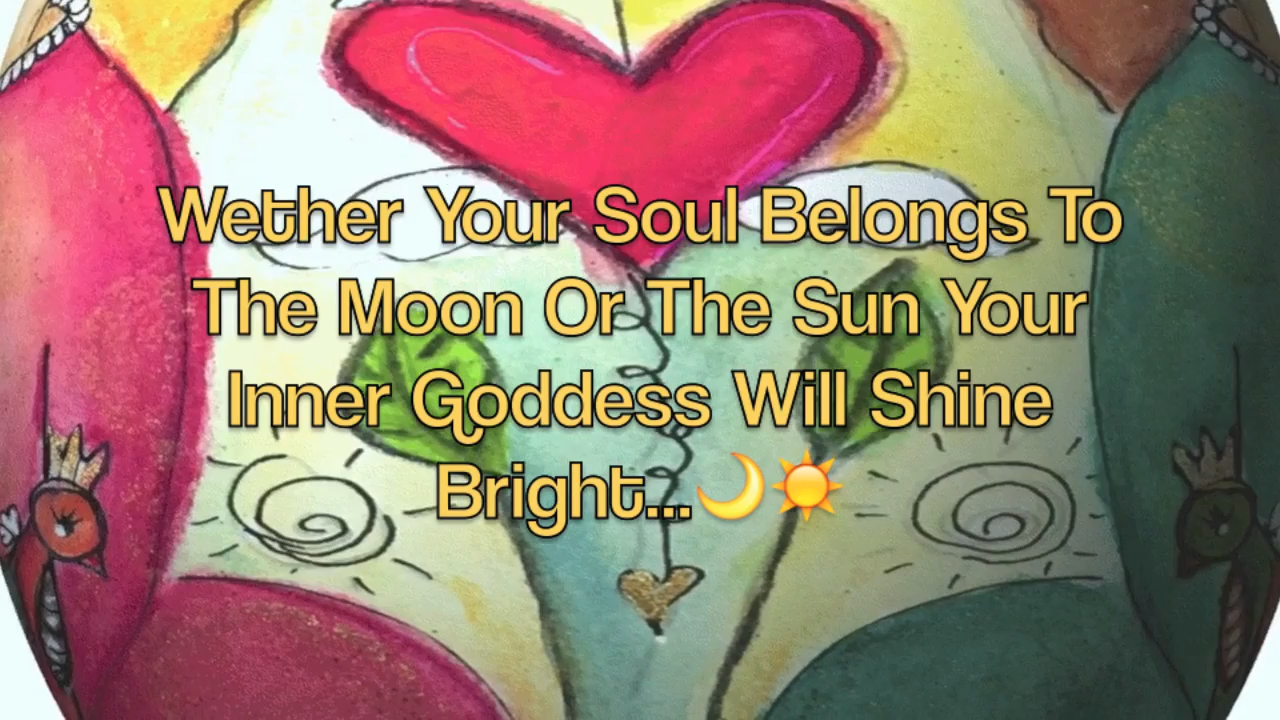 Wether Your Soul Belongs To
The Moon Or The Sun Your
Inner Goddess Will Shine
Bright...🌙☀️